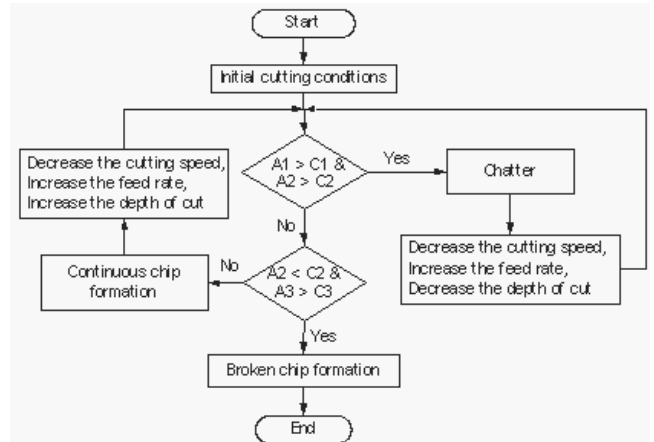 Start
Initial cutting conditions
A1 > C1 &
A2 > C2
Yes
Chatter
Decrease the cutting speed,
Increase the feed rate,
Decrease the depth of cut
No
A2 < C2 &
A3 > C3
No
Continuous chip
formation
Decrease the cutting speed,
Increase the feed rate,
Increase the depth of cut
Yes
Broken chip formation
End